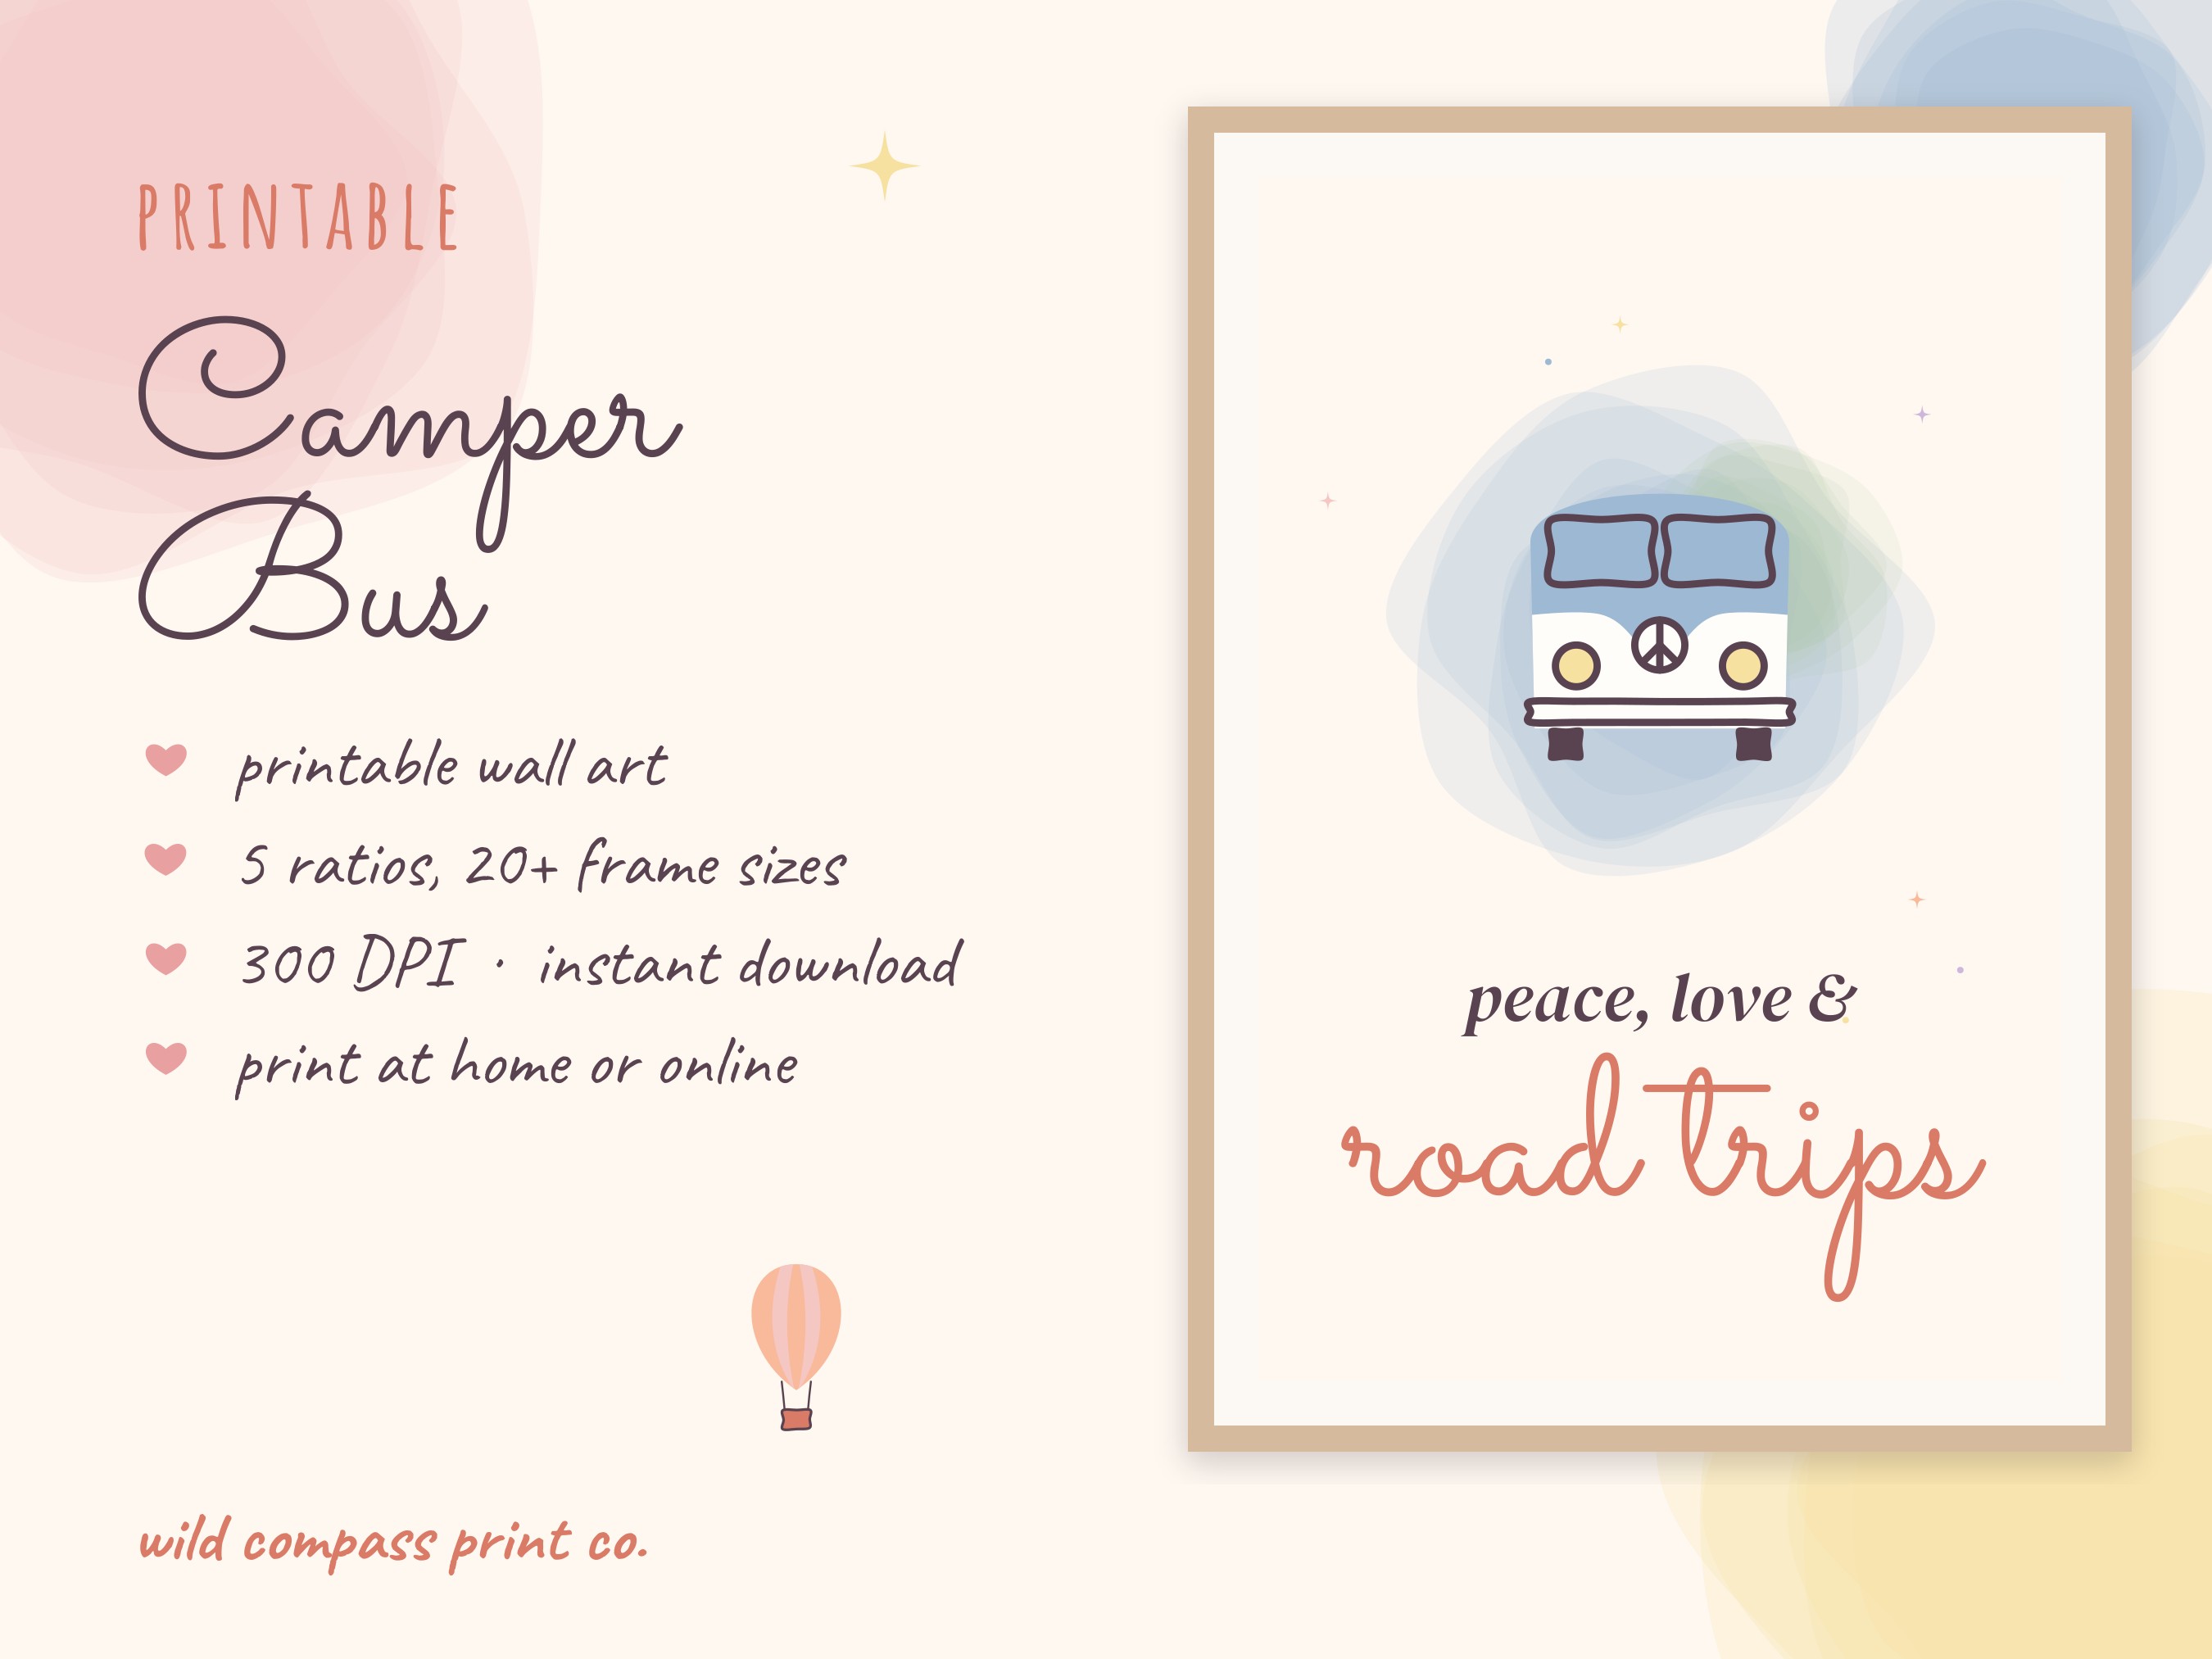 PRINTABLE
Camper
Bus
printable wall art
5 ratios, 20+ frame sizes
300 DPI · instant download
print at home or online
wild compass print co.
peace, love &
road trips